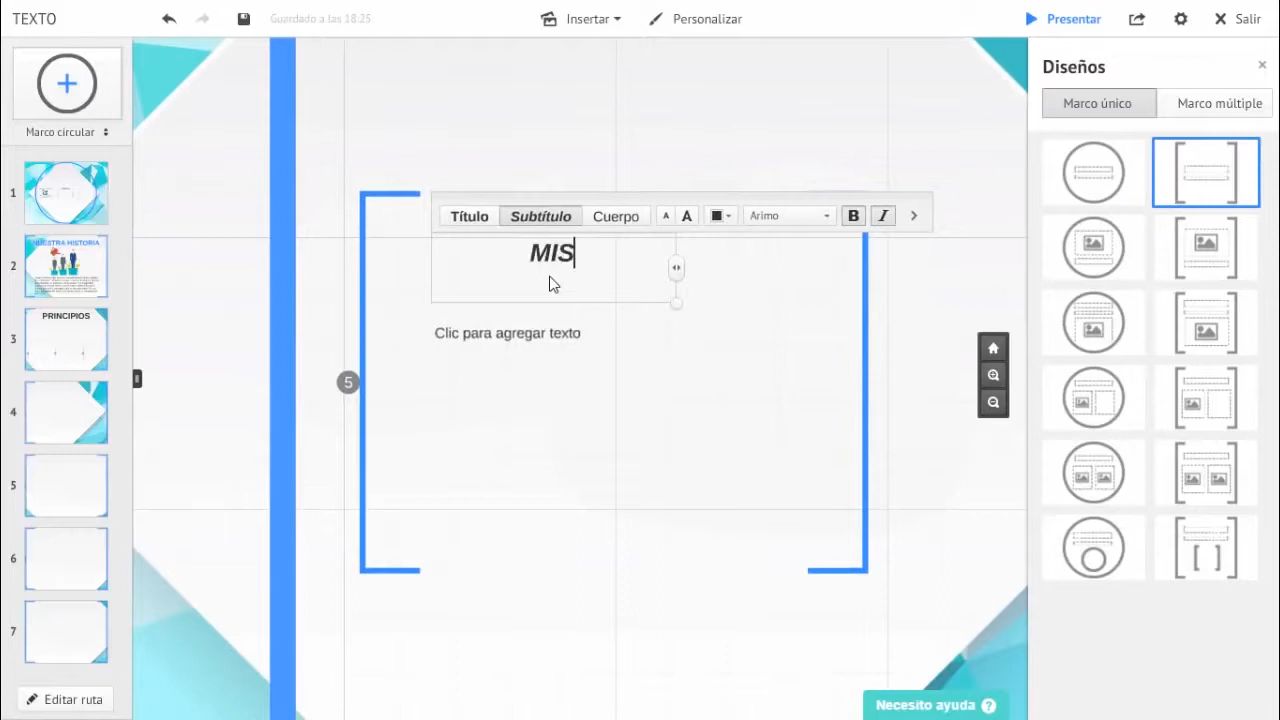 TEXTO
Guardado a las 18:25
Insertar
Personalizar
Presentar
Salir
Marco circular
1
2
NUESTRA HISTORIA
3
PRINCIPIOS
4
5
6
7
Editar ruta
Título
Subtítulo
Cuerpo
A
A
Arimo
B
I
MIS
Clic para agregar texto
5
Diseños
Marco único
Marco múltiple
Necesito ayuda ?